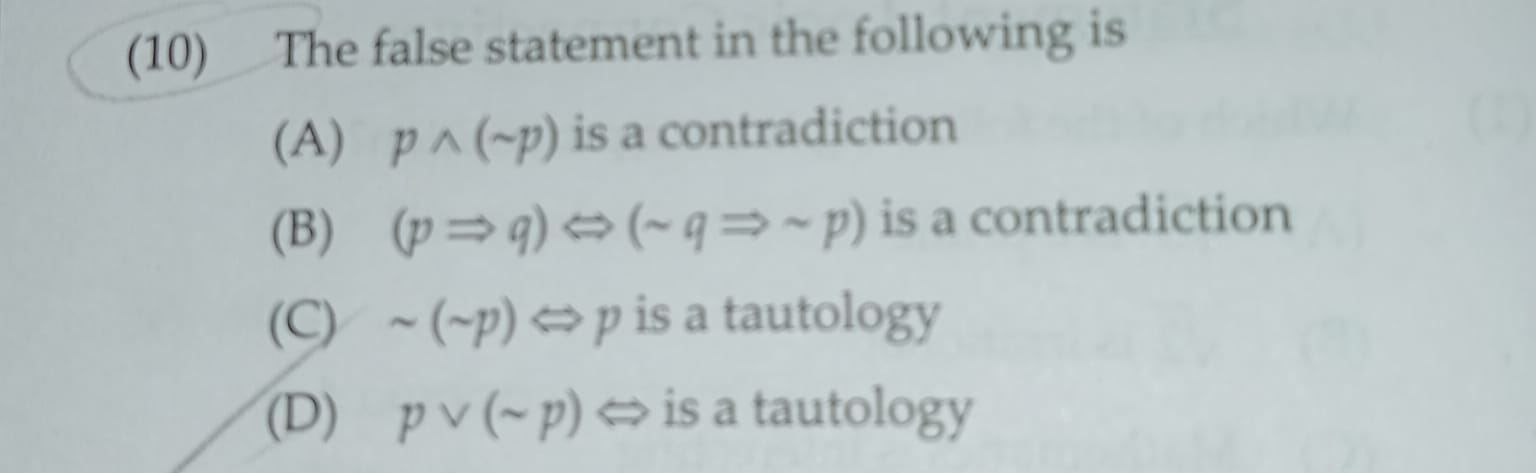 (10) The false statement in the following is
(A) p ∧ (~p) is a contradiction
(B) (p ⇒ q) ⇔ (~ q ⇒ ~ p) is a contradiction
(C) ~ (~p) ⇔ p is a tautology
(D) p ∨ (~ p) ⇔ is a tautology